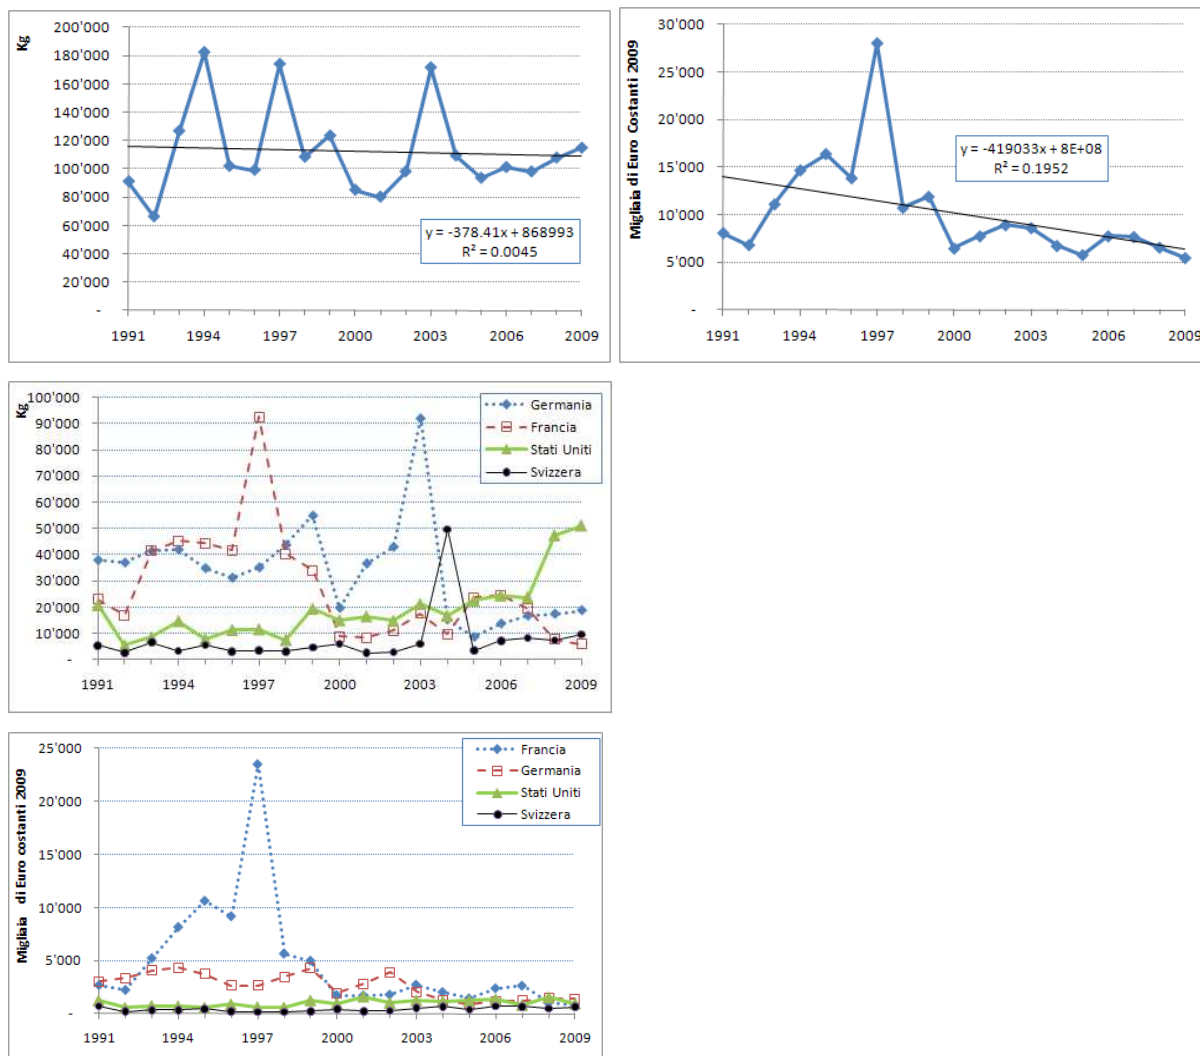 Kg
200'000
180'000
160'000
140'000
120'000
100'000
80'000
60'000
40'000
20'000
-
y = -378.41x + 868993
R² = 0.0045
1991 1994 1997 2000 2003 2006 2009
Migliaia di Euro Costanti 2009
30'000
25'000
20'000
15'000
10'000
5'000
-
y = -419033x + 8E+08
R² = 0.1952
1991 1994 1997 2000 2003 2006 2009
Kg
100'000
90'000
80'000
70'000
60'000
50'000
40'000
30'000
20'000
10'000
-
Germania
Francia
Stati Uniti
Svizzera
1991 1994 1997 2000 2003 2006 2009
Migliaia di Euro costanti 2009
25'000
20'000
15'000
10'000
5'000
-
Francia
Germania
Stati Uniti
Svizzera
1991 1994 1997 2000 2003 2006 2009